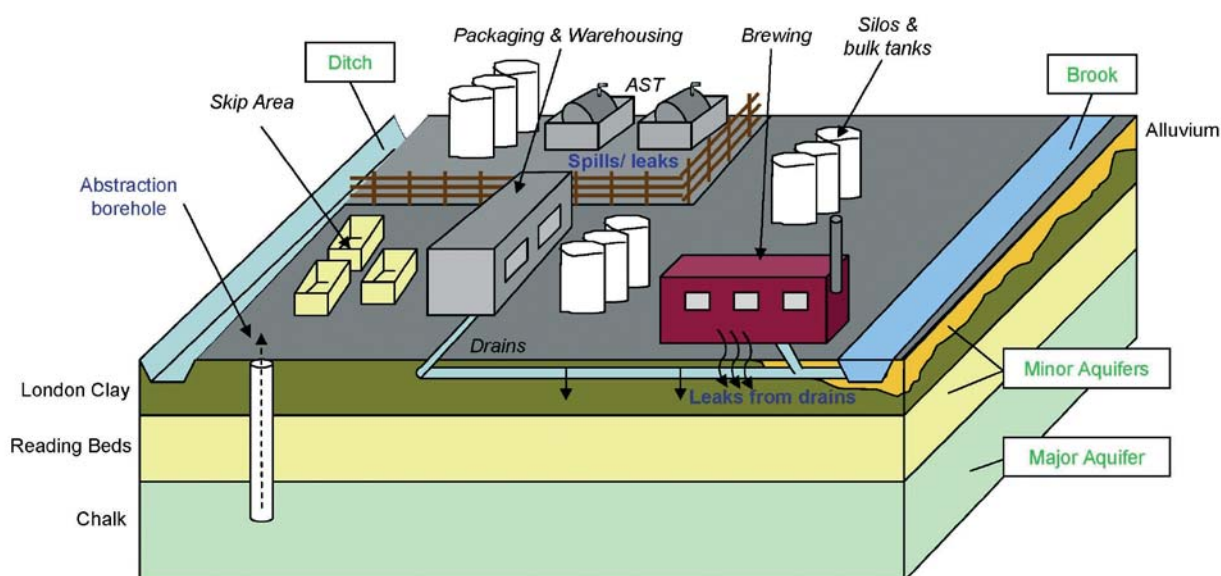 Packaging & Warehousing
Brewing
Silos &
bulk tanks
Ditch
Brook
Skip Area
AST
Alluvium
Spills/ leaks
Abstraction
borehole
Drains
London Clay
Leaks from drains
Minor Aquifers
Reading Beds
Major Aquifer
Chalk